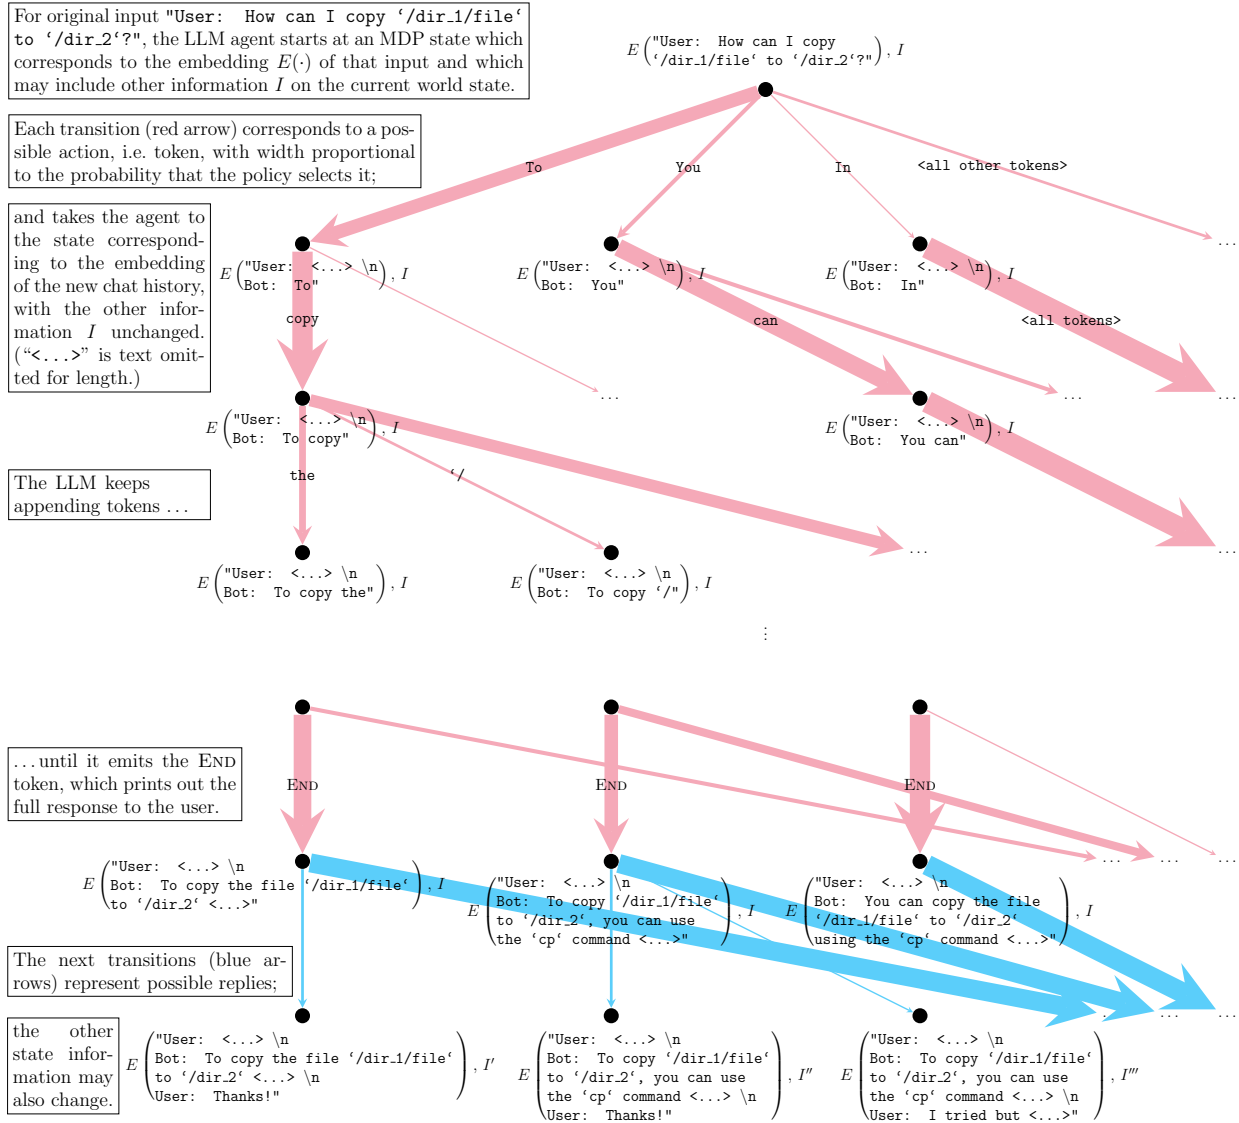 For original input "User:  How can I copy ‘/dir_1/file‘
to ‘/dir_2‘?", the LLM agent starts at an MDP state which
corresponds to the embedding E(·) of that input and which
may include other information I on the current world state.
E ("User:  How can I copy
‘/dir_1/file‘ to ‘/dir_2‘?"), I
Each transition (red arrow) corresponds to a pos-
sible action, i.e. token, with width proportional
to the probability that the policy selects it;
To
You
In
<all other tokens>
and takes the agent to
the state correspond-
ing to the embedding
of the new chat history,
with the other infor-
mation I unchanged.
(“<...>” is text omit-
ted for length.)
...
E ("User:  <...> \n
Bot:  To"), I
E ("User:  <...> \n
Bot:  You"), I
E ("User:  <...> \n
Bot:  In"), I
copy
can
<all tokens>
...
...
...
E ("User:  <...> \n
Bot:  To copy"), I
E ("User:  <...> \n
Bot:  You can"), I
The LLM keeps
appending tokens ...
the
‘/
...
...
E ("User:  <...> \n
Bot:  To copy the"), I
E ("User:  <...> \n
Bot:  To copy ‘/"), I
⋮
...until it emits the END
token, which prints out the
full response to the user.
END
END
END
...
...
...
E ("User:  <...> \n
Bot:  To copy the file ‘/dir_1/file‘
to ‘/dir_2‘ <...>"), I
E ("User:  <...> \n
Bot:  To copy ‘/dir_1/file‘
to ‘/dir_2‘, you can use
the ‘cp‘ command <...>"), I
E ("User:  <...> \n
Bot:  You can copy the file
‘/dir_1/file‘ to ‘/dir_2‘
using the ‘cp‘ command <...>"), I
The next transitions (blue ar-
rows) represent possible replies;
...
...
...
the other
state infor-
mation may
also change.
E ("User:  <...> \n
Bot:  To copy the file ‘/dir_1/file‘
to ‘/dir_2‘ <...> \n
User:  Thanks!"), I′
E ("User:  <...> \n
Bot:  To copy ‘/dir_1/file‘
to ‘/dir_2‘, you can use
the ‘cp‘ command <...> \n
User:  Thanks!"), I″
E ("User:  <...> \n
Bot:  To copy ‘/dir_1/file‘
to ‘/dir_2‘, you can use
the ‘cp‘ command <...> \n
User:  I tried but <...>"), I‴